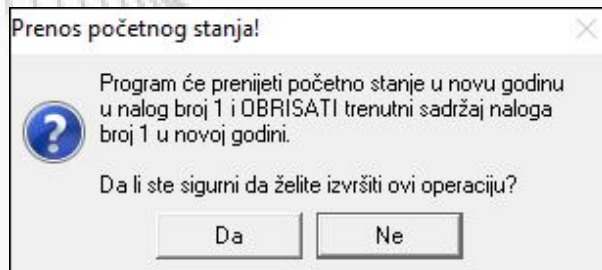 Prenos početnog stanja!
Program će prenijeti početno stanje u novu godinu
u nalog broj 1 i OBRISATI trenutni sadržaj naloga
broj 1 u novoj godini.
Da li ste sigurni da želite izvršiti ovi operaciju?
Da
Ne